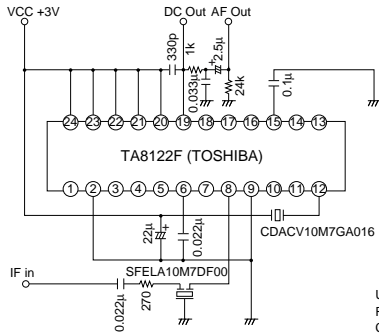 VCC +3V
DC Out
AF Out
330p
1k
0.033μ
2.5μ
+
24k
0.1μ
24 23 22 21 20 19 18 17 16 15 14 13
TA8122F (TOSHIBA)
1 2 3 4 5 6 7 8 9 10 11 12
22μ
+
0.022μ
CDACV10M7GA016
IF in
0.022μ
270
SFELA10M7DF00